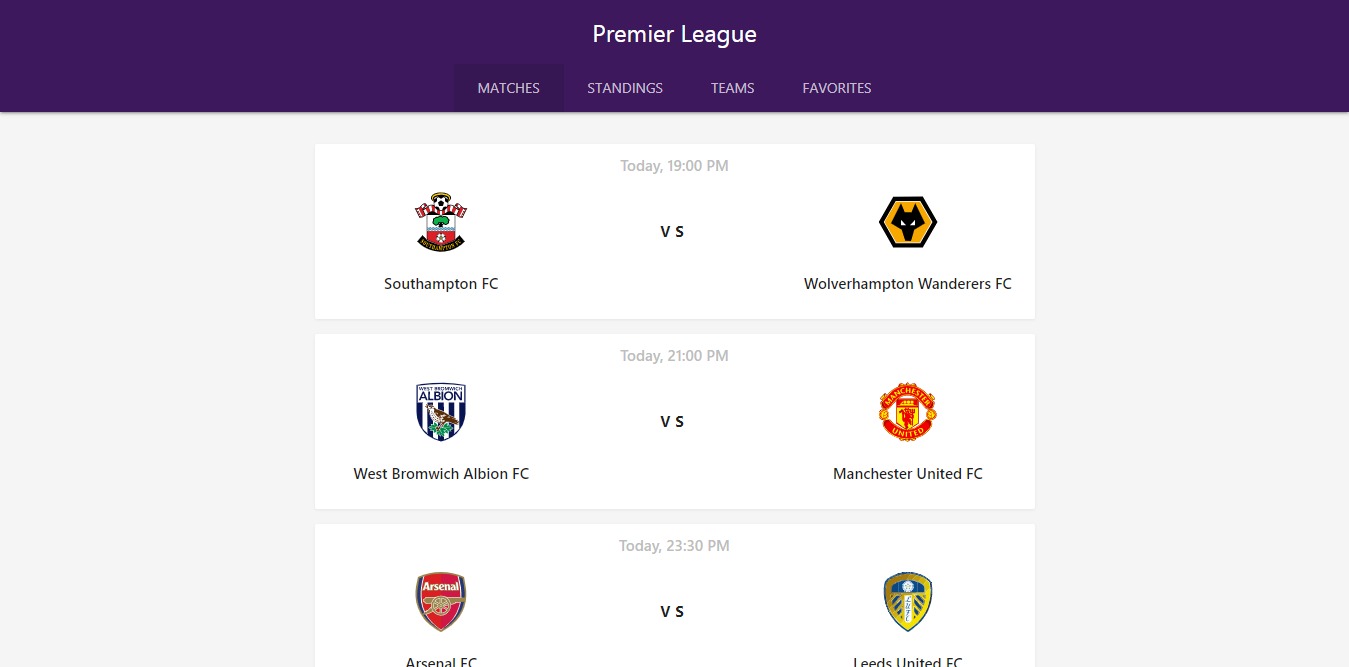 Premier League
MATCHES STANDINGS TEAMS FAVORITES
Today, 19:00 PM
SOUTHAMPTON FC
V S
Southampton FC Wolverhampton Wanderers FC
Today, 21:00 PM
WEST BROMWICH
ALBION
MANCHESTER
UNITED
V S
West Bromwich Albion FC Manchester United FC
Today, 23:30 PM
Arsenal
V S
Arsenal FC Leeds United FC